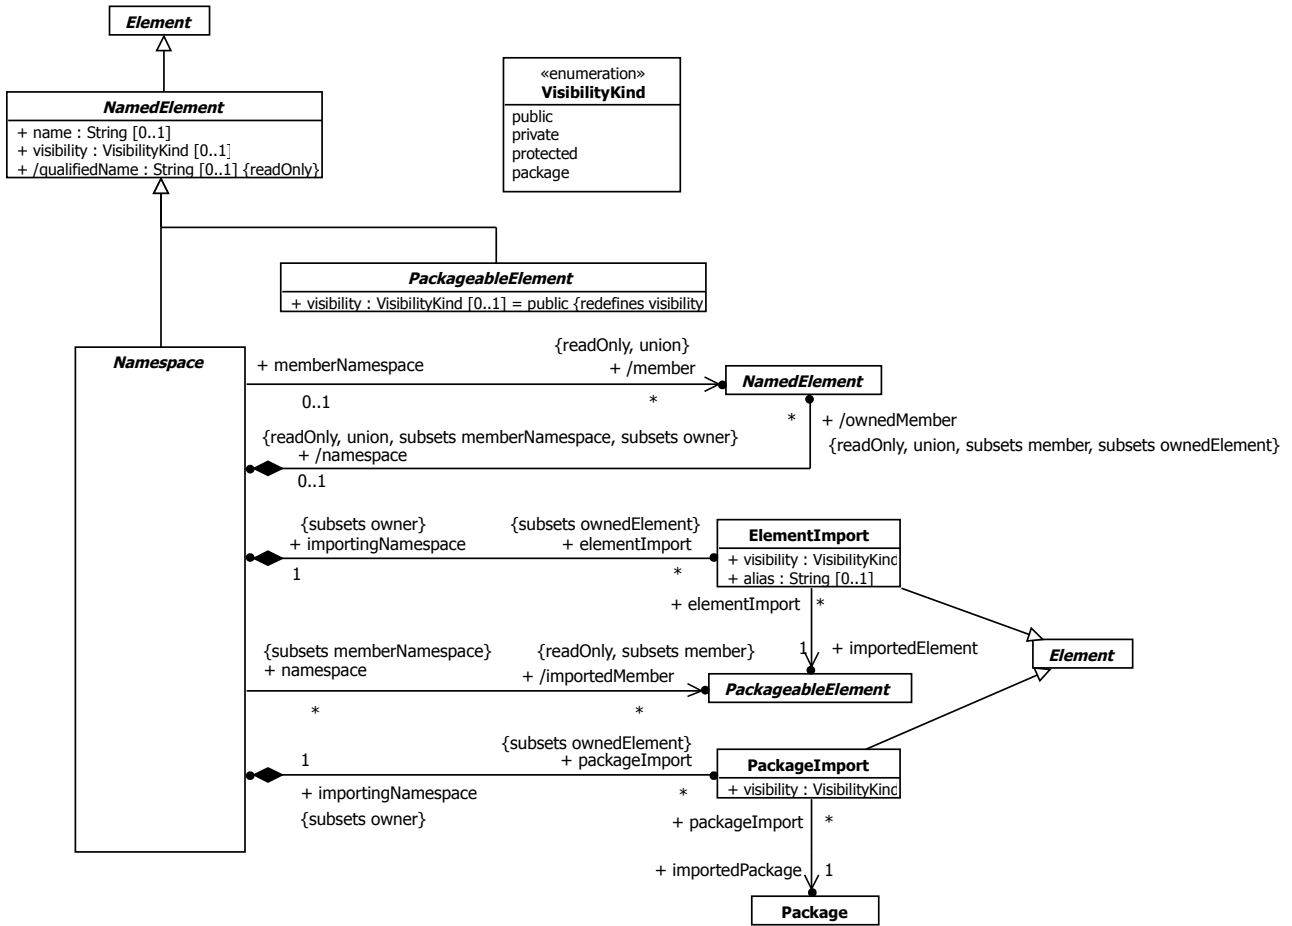 Element
NamedElement
+ name : String [0..1]
+ visibility : VisibilityKind [0..1]
+ /qualifiedName : String [0..1] {readOnly}
«enumeration»
VisibilityKind
public
private
protected
package
PackageableElement
+ visibility : VisibilityKind [0..1] = public {redefines visibility
Namespace
+ memberNamespace
0..1
{readOnly, union}
+ /member
*
NamedElement
*
+ /ownedMember
{readOnly, union, subsets member, subsets ownedElement}
{readOnly, union, subsets memberNamespace, subsets owner}
+ /namespace
0..1
{subsets owner}
+ importingNamespace
1
{subsets ownedElement}
+ elementImport
*
ElementImport
+ visibility : VisibilityKind
+ alias : String [0..1]
+ elementImport
*
1
+ importedElement
Element
{subsets memberNamespace}
+ namespace
*
{readOnly, subsets member}
+ /importedMember
*
PackageableElement
1
+ importingNamespace
{subsets owner}
{subsets ownedElement}
+ packageImport
*
PackageImport
+ visibility : VisibilityKind
+ packageImport
*
+ importedPackage
1
Package